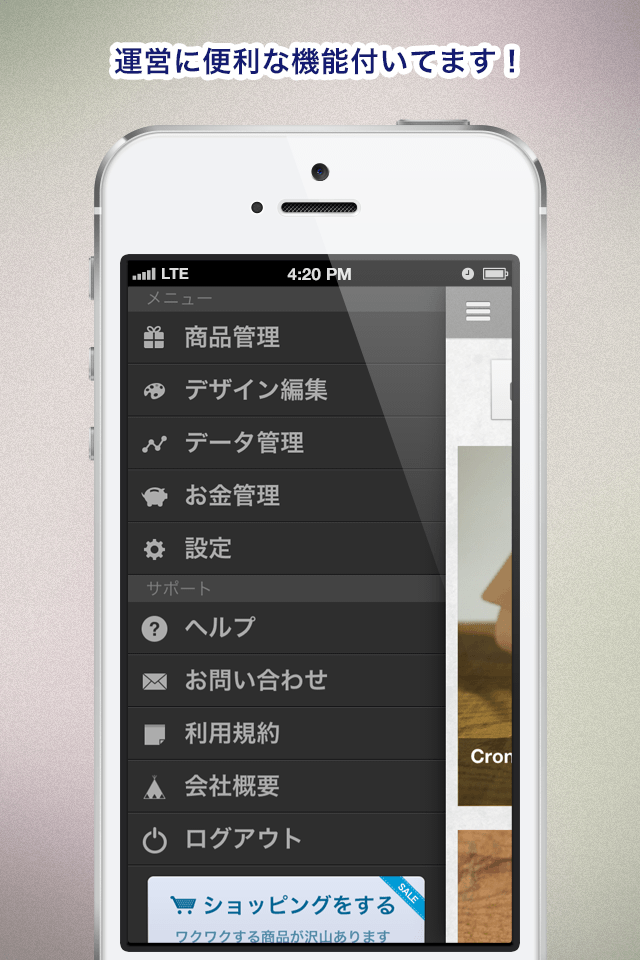 運営に便利な機能付いてます！
LTE 4:20 PM
メニュー
商品管理
デザイン編集
データ管理
お金管理
設定
サポート
ヘルプ
お問い合わせ
利用規約
会社概要
ログアウト
Cron
SALE
ショッピングをする
ワクワクする商品が沢山あります